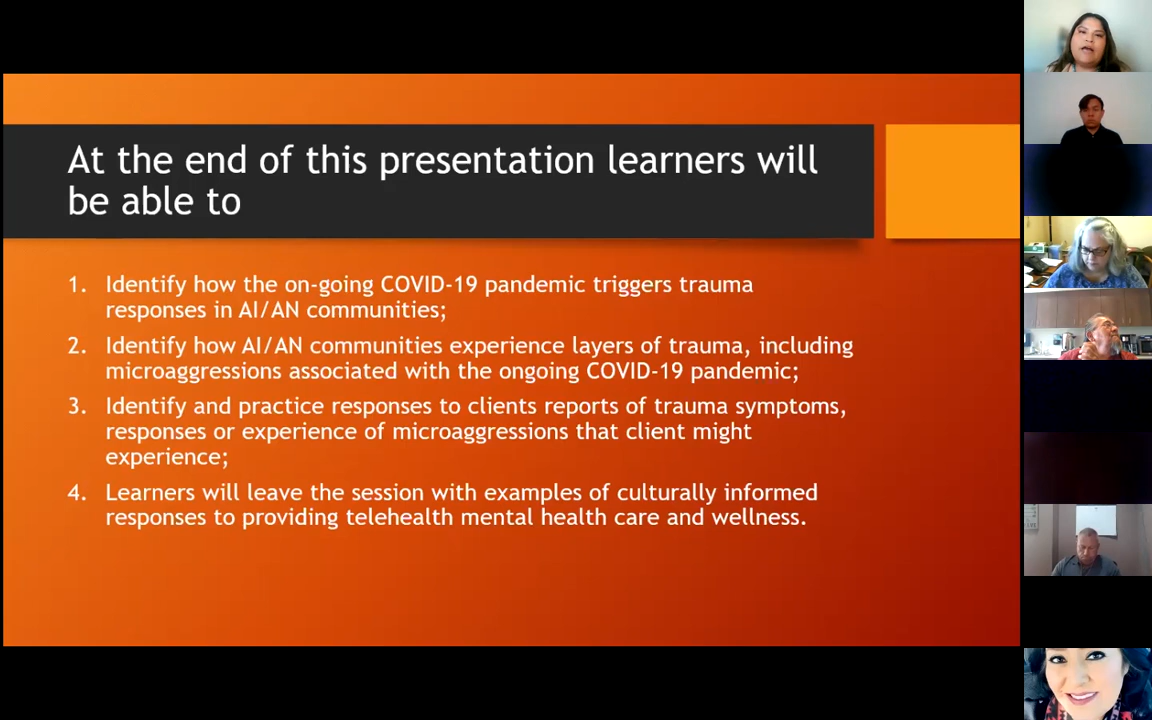 At the end of this presentation learners will
be able to
1. Identify how the on-going COVID-19 pandemic triggers trauma
responses in AI/AN communities;
2. Identify how AI/AN communities experience layers of trauma, including
microaggressions associated with the ongoing COVID-19 pandemic;
3. Identify and practice responses to clients reports of trauma symptoms,
responses or experience of microaggressions that client might
experience;
4. Learners will leave the session with examples of culturally informed
responses to providing telehealth mental health care and wellness.